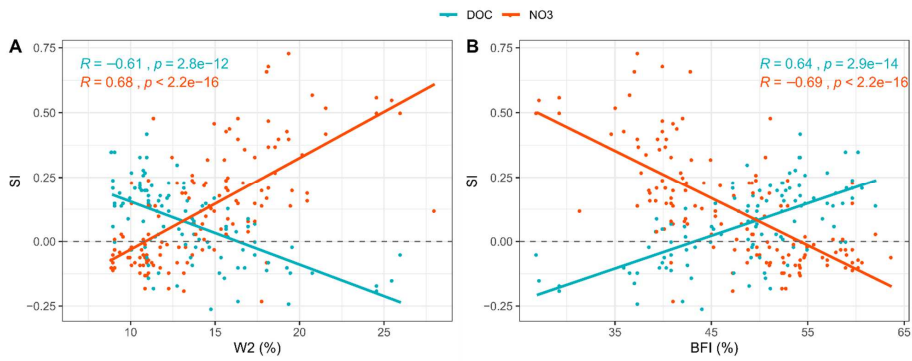 DOC NO3
A
B
R = −0.61 , p = 2.8e−12
R = 0.68 , p < 2.2e−16
R = 0.64 , p = 2.9e−14
R = −0.69 , p < 2.2e−16
SI
0.75
0.50
0.25
0.00
−0.25
10 15 20 25
W2 (%)
SI
0.75
0.50
0.25
0.00
−0.25
35 45 55 65
BFI (%)